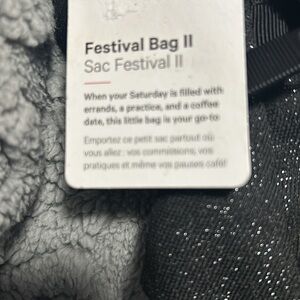 Festival Bag II
Sac Festival II
When your Saturday is filled with
errands, a practice, and a coffee
date, this little bag is your go-to
Emportez ce petit sac partout où
vous allez: vos commissions, vos
pratiques et même vos pauses café!